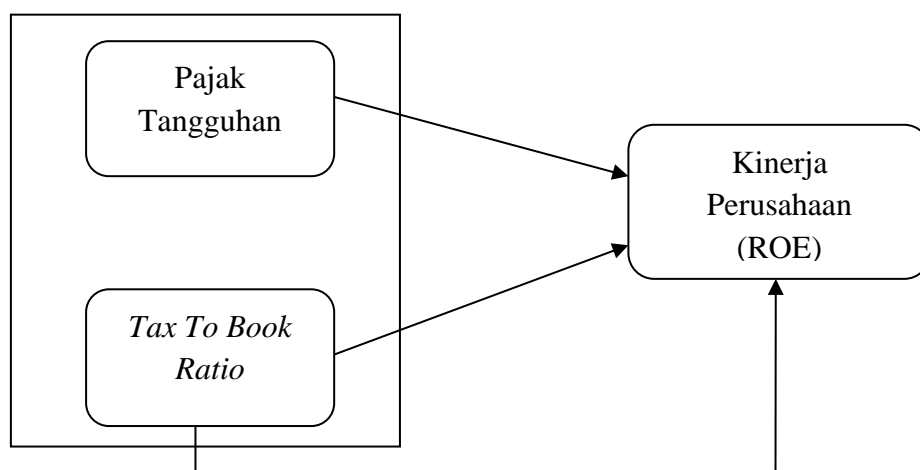 Pajak
Tangguhan
Kinerja
Perusahaan
(ROE)
Tax To Book
Ratio